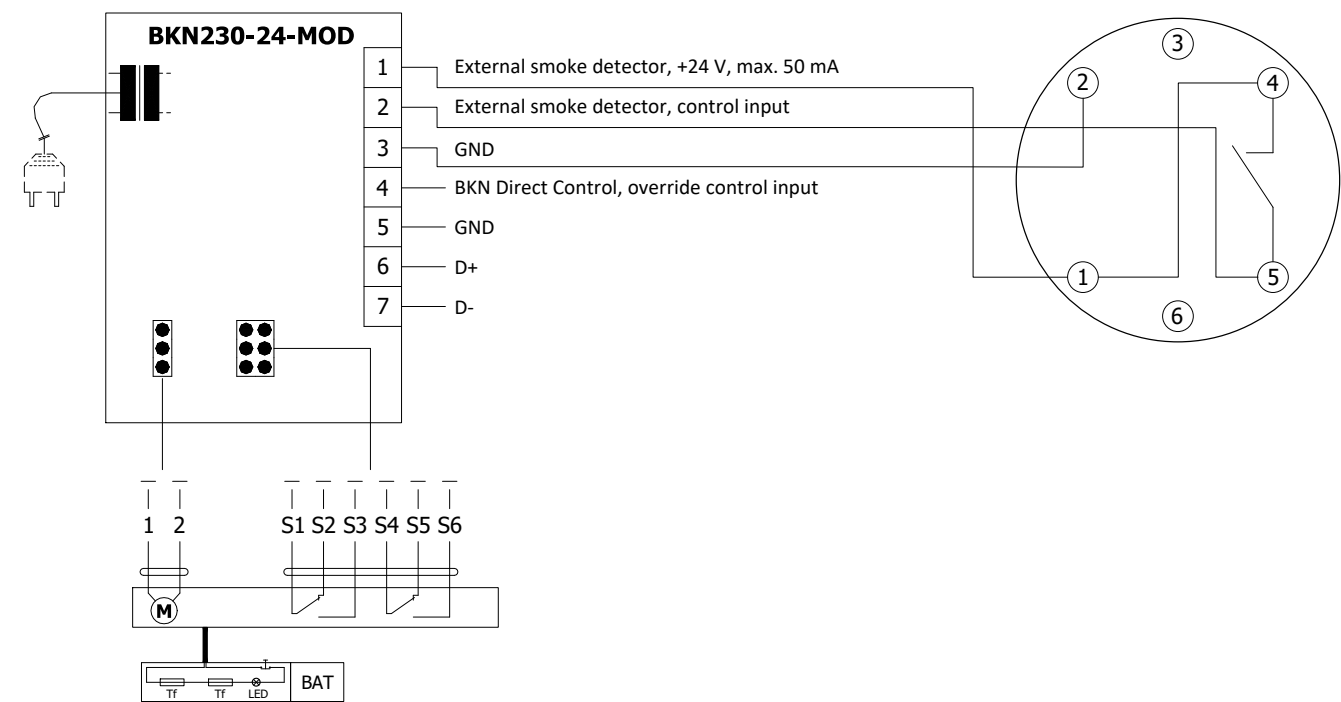 BKN230-24-MOD
1 External smoke detector, +24 V, max. 50 mA
2 External smoke detector, control input
3 GND
4 BKN Direct Control, override control input
5 GND
6 D+
7 D-
3
2 4
1 5
6
1 2 S1 S2 S3 S4 S5 S6
M
Tf Tf LED BAT